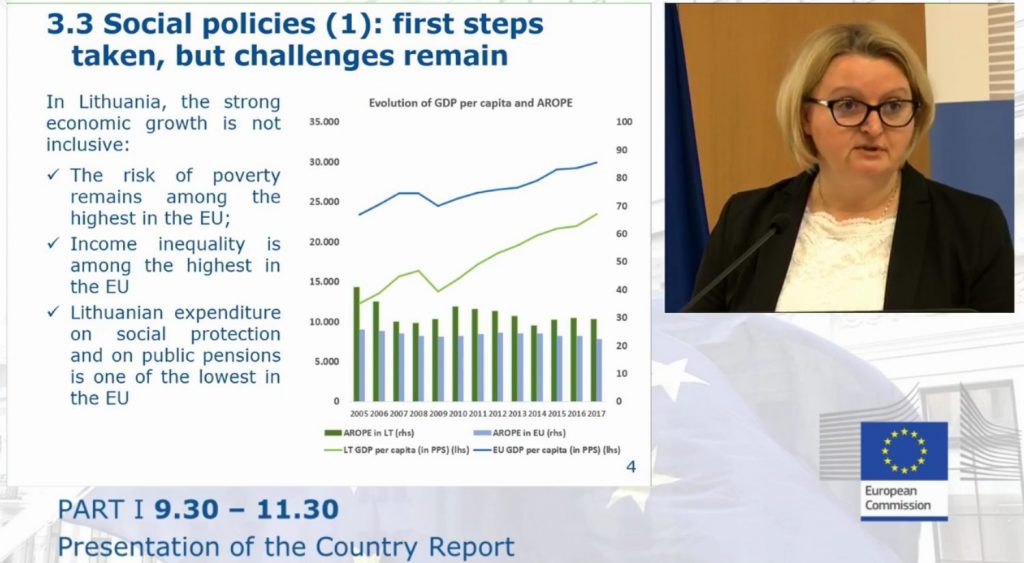 3.3 Social policies (1): first steps
taken, but challenges remain
In Lithuania, the strong
economic growth is not
inclusive:
✓ The risk of poverty
remains among the
highest in the EU;
✓ Income inequality is
among the highest in
the EU
✓ Lithuanian expenditure
on social protection
and on public pensions
is one of the lowest in
the EU
Evolution of GDP per capita and AROPE
35.000
30.000
25.000
20.000
15.000
10.000
5.000
0
100
90
80
70
60
50
40
30
20
10
0
2005 2006 2007 2008 2009 2010 2011 2012 2013 2014 2015 2016 2017
AROPE in LT (rhs) AROPE in EU (rhs)
LT GDP per capita (in PPS) (lhs) EU GDP per capita (in PPS) (lhs)
4
European
Commission
PART I 9.30 – 11.30
Presentation of the Country Report